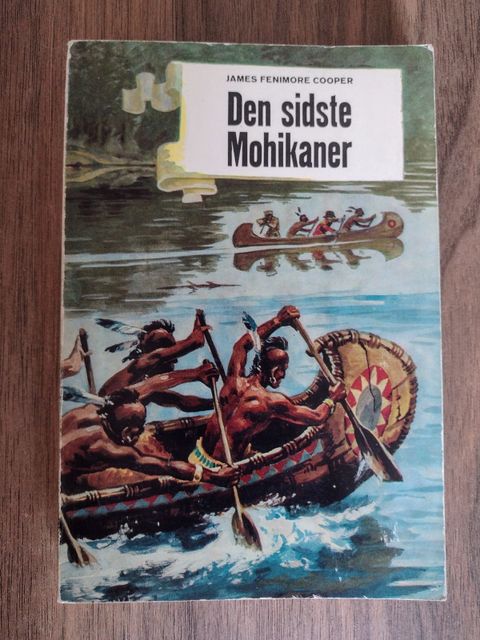 JAMES FENIMORE COOPER
Den sidste
Mohikaner